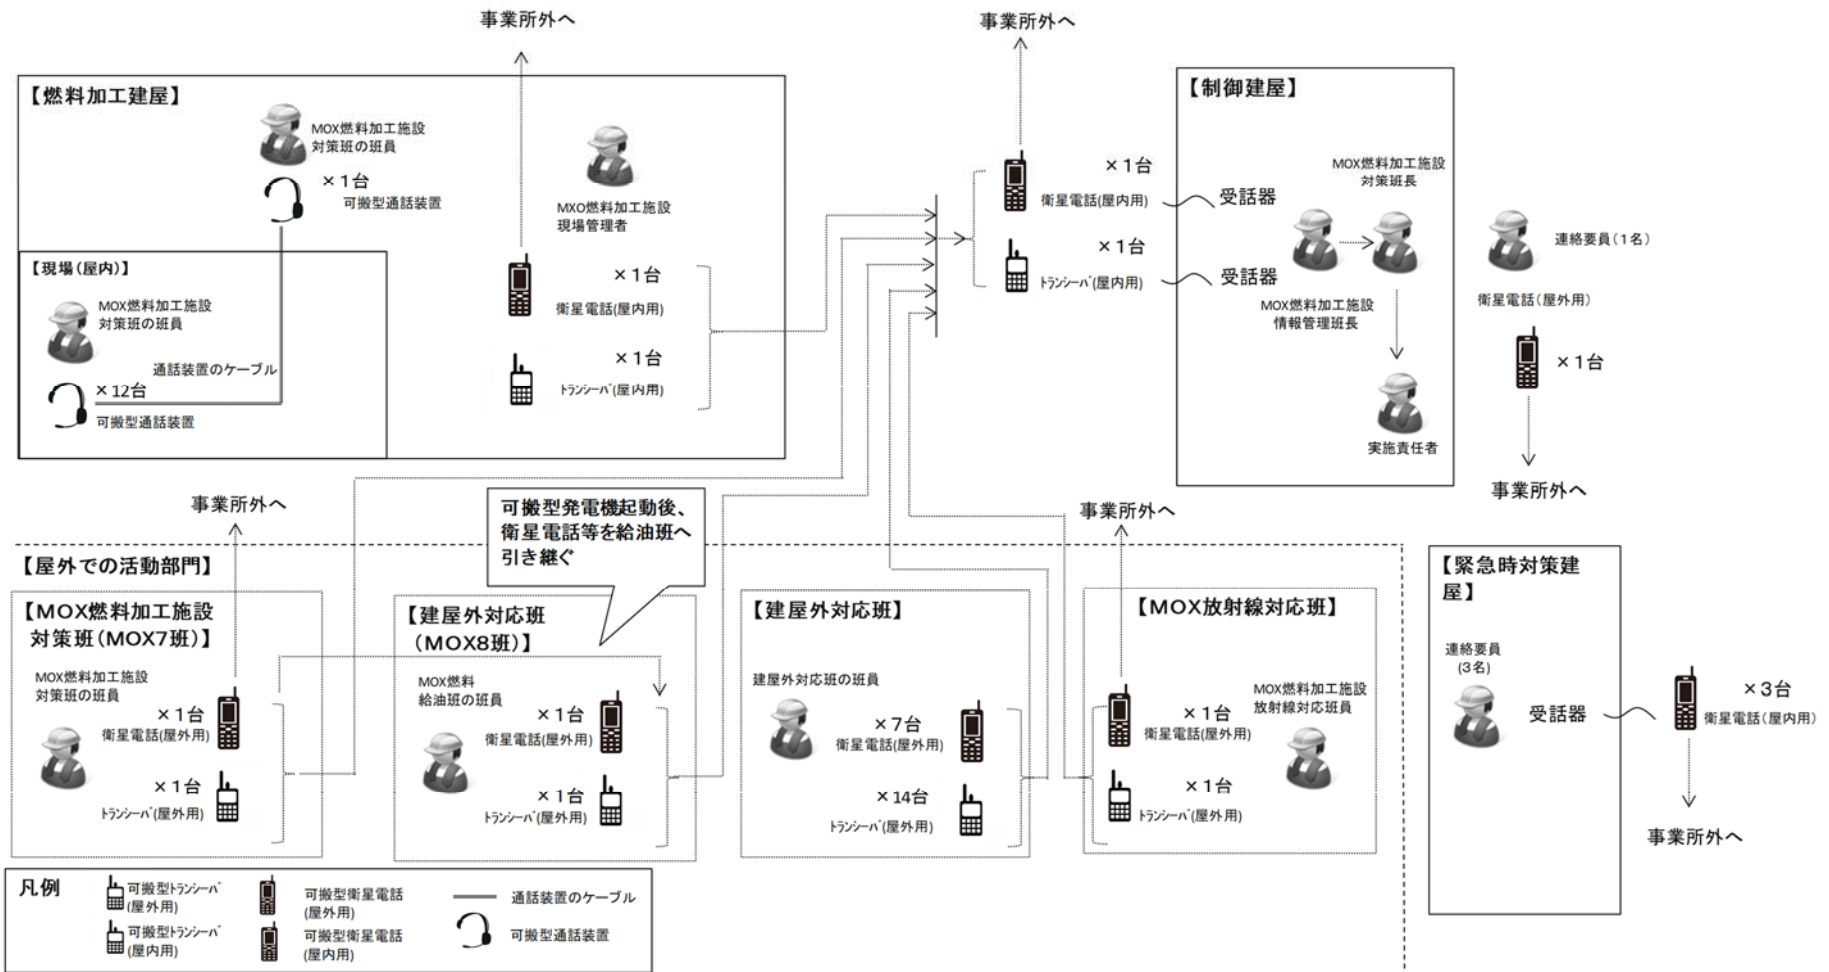 事業所外へ
事業所外へ
【燃料加工建屋】
MOX燃料加工施設
対策班の班員
×1台
可搬型通話装置
MXO燃料加工施設
現場管理者
×1台
衛星電話(屋内用)
×1台
トランシーバ(屋内用)
【現場(屋内)】
MOX燃料加工施設
対策班の班員
通話装置のケーブル
×12台
可搬型通話装置
×1台
衛星電話(屋内用)
受話器
×1台
トランシーバ(屋内用)
受話器
【制御建屋】
MOX燃料加工施設
対策班長
MOX燃料加工施設
情報管理班長
実施責任者
連絡要員(1名)
衛星電話(屋外用)
×1台
事業所外へ
事業所外へ
可搬型発電機起動後、
衛星電話等を給油班へ
引き継ぐ
事業所外へ
【屋外での活動部門】
【MOX燃料加工施設
対策班(MOX7班)】
MOX燃料加工施設
対策班の班員
×1台
衛星電話(屋外用)
×1台
トランシーバ(屋外用)
【建屋外対応班
(MOX8班)】
MOX燃料
給油班の班員
×1台
衛星電話(屋外用)
×1台
トランシーバ(屋外用)
【建屋外対応班】
建屋外対応班の班員
×7台
衛星電話(屋外用)
×14台
トランシーバ(屋外用)
【MOX放射線対応班】
MOX燃料加工施設
放射線対応班員
×1台
衛星電話(屋外用)
×1台
トランシーバ(屋外用)
【緊急時対策建
屋】
連絡要員
(3名)
受話器
×3台
衛星電話(屋内用)
事業所外へ
凡例
可搬型トランシーバ
(屋外用)
可搬型トランシーバ
(屋内用)
可搬型衛星電話
(屋外用)
可搬型衛星電話
(屋内用)
通話装置のケーブル
可搬型通話装置